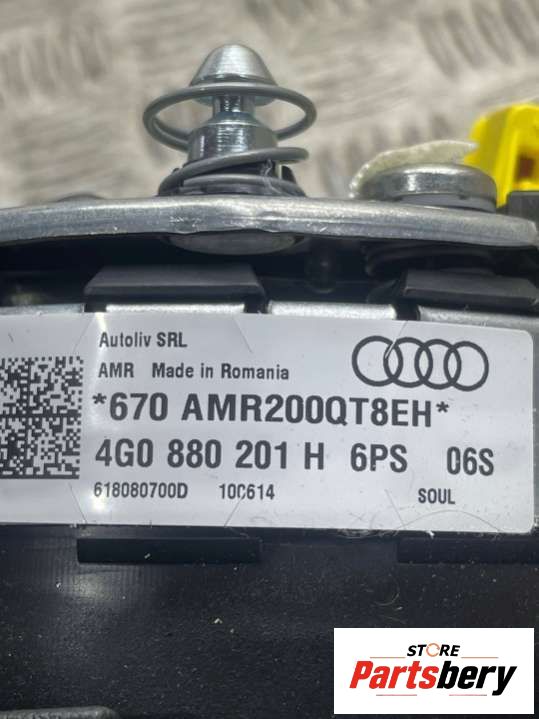 Autoliv SRL
AMR Made in Romania
*670 AMR200QT8EH*
4G0 880 201 H 6PS 06S
618080700D 10C614 SOUL
STORE
Partsbery